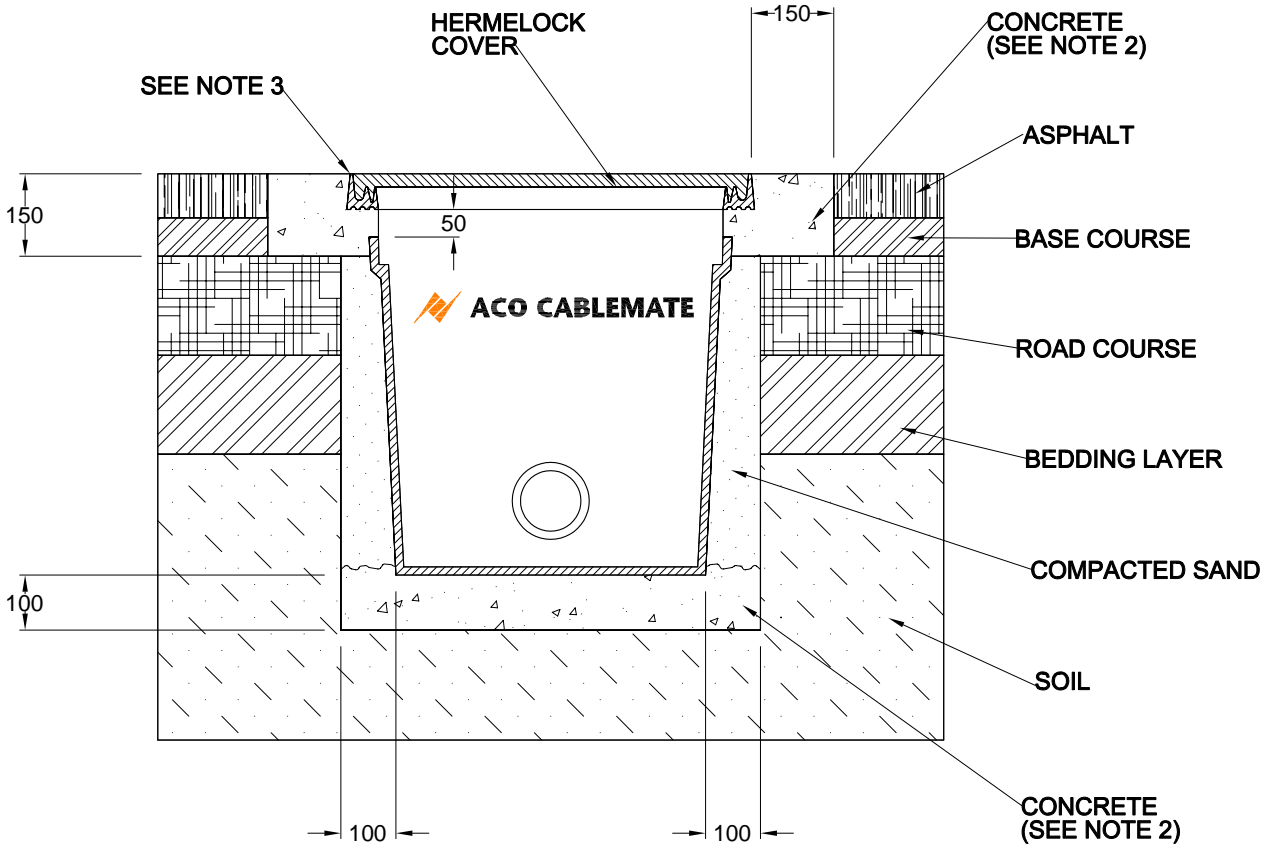 150
HERMELOCK
COVER
CONCRETE
(SEE NOTE 2)
SEE NOTE 3
ASPHALT
150
50
BASE COURSE
ACO CABLEMATE
ROAD COURSE
BEDDING LAYER
COMPACTED SAND
100
SOIL
CONCRETE
(SEE NOTE 2)
100
100